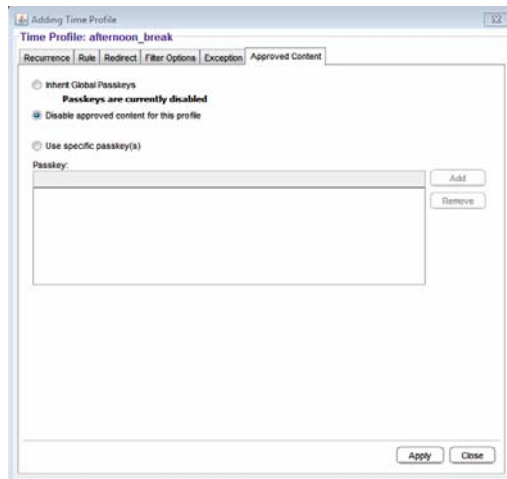 Adding Time Profile
Time Profile: afternoon_break
Recurrence Rule Redirect Filter Options Exception Approved Content
Inherit Global Passkeys
Passkeys are currently disabled
Disable approved content for this profile
Use specific passkey(s)
Passkey:
Add
Remove
Apply Close